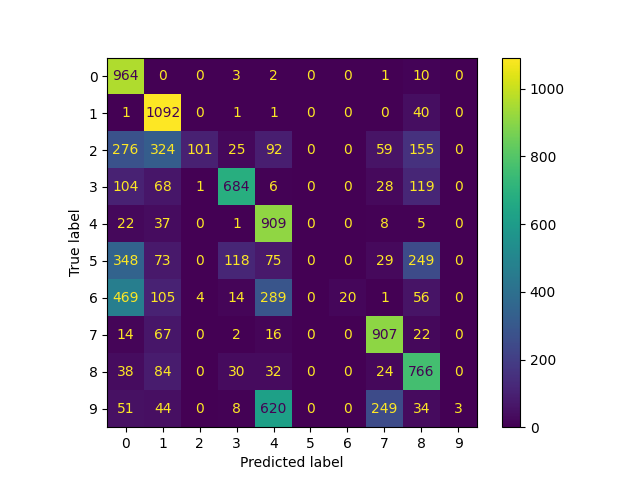 0 964 0 0 3 2 0 0 1 10 0
1 1 1092 0 1 1 0 0 0 40 0
2 276 324 101 25 92 0 0 59 155 0
3 104 68 1 684 6 0 0 28 119 0
4 22 37 0 1 909 0 0 8 5 0
5 348 73 0 118 75 0 0 29 249 0
6 469 105 4 14 289 0 20 1 56 0
7 14 67 0 2 16 0 0 907 22 0
8 38 84 0 30 32 0 0 24 766 0
9 51 44 0 8 620 0 0 249 34 3
0 1 2 3 4 5 6 7 8 9
Predicted label
True label
1000
800
600
400
200
0